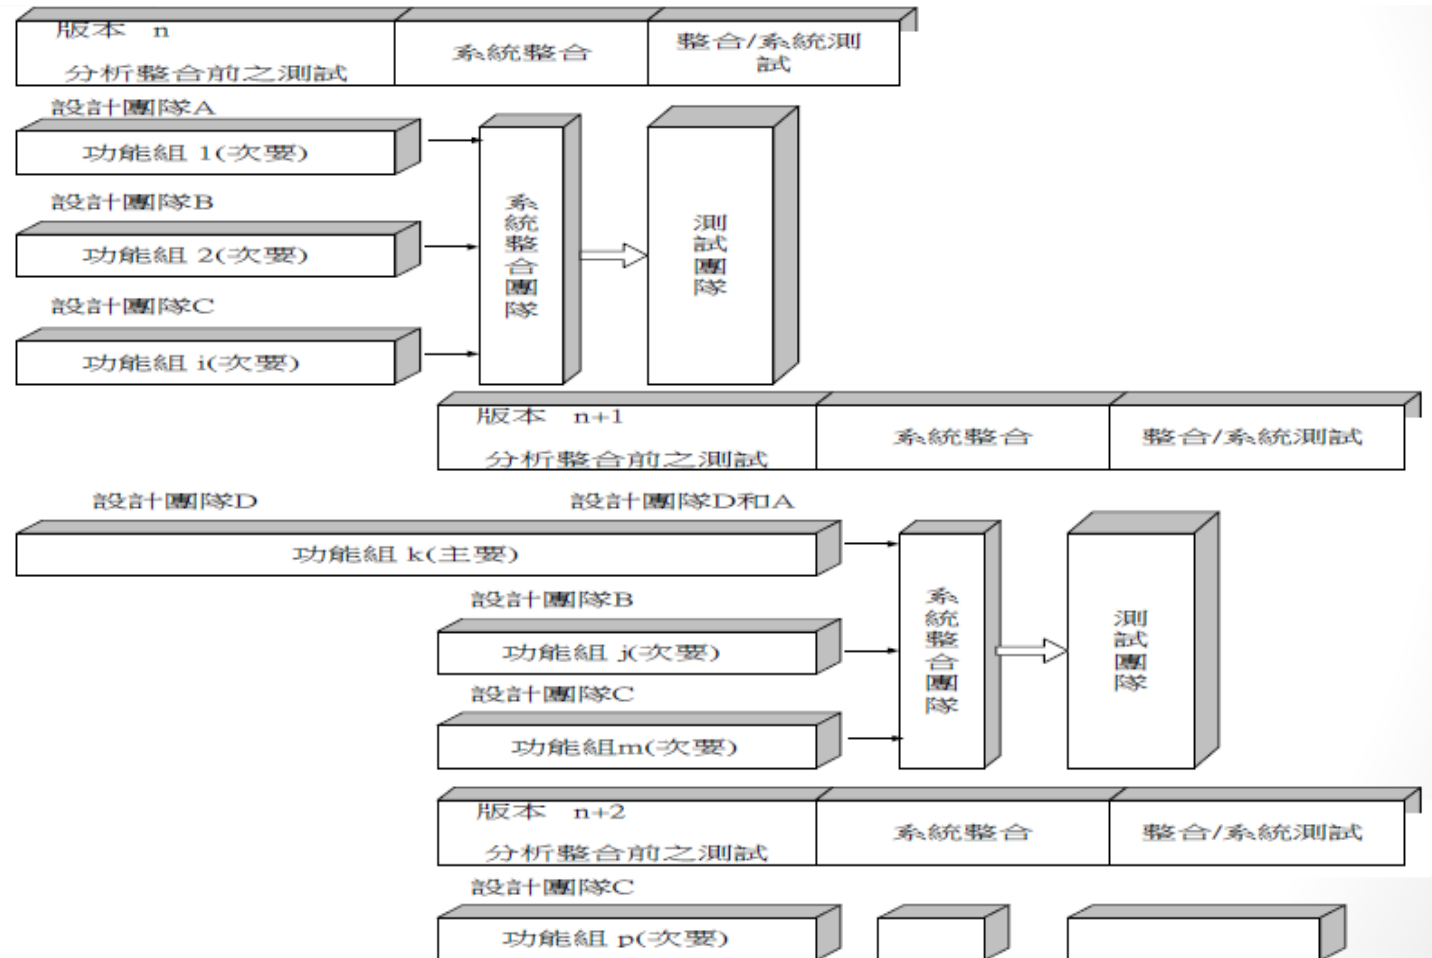 版本 n
分析整合前之測試
系統整合
整合/系統測
試
設計團隊A
功能組 1(次要)
設計團隊B
功能組 2(次要)
設計團隊C
功能組 i(次要)
系統整合團隊
測試團隊
版本 n+1
分析整合前之測試
系統整合
整合/系統測試
設計團隊D
設計團隊D和A
功能組 k(主要)
設計團隊B
功能組 j(次要)
設計團隊C
功能組m(次要)
系統整合團隊
測試團隊
版本 n+2
分析整合前之測試
系統整合
整合/系統測試
設計團隊C
功能組 p(次要)